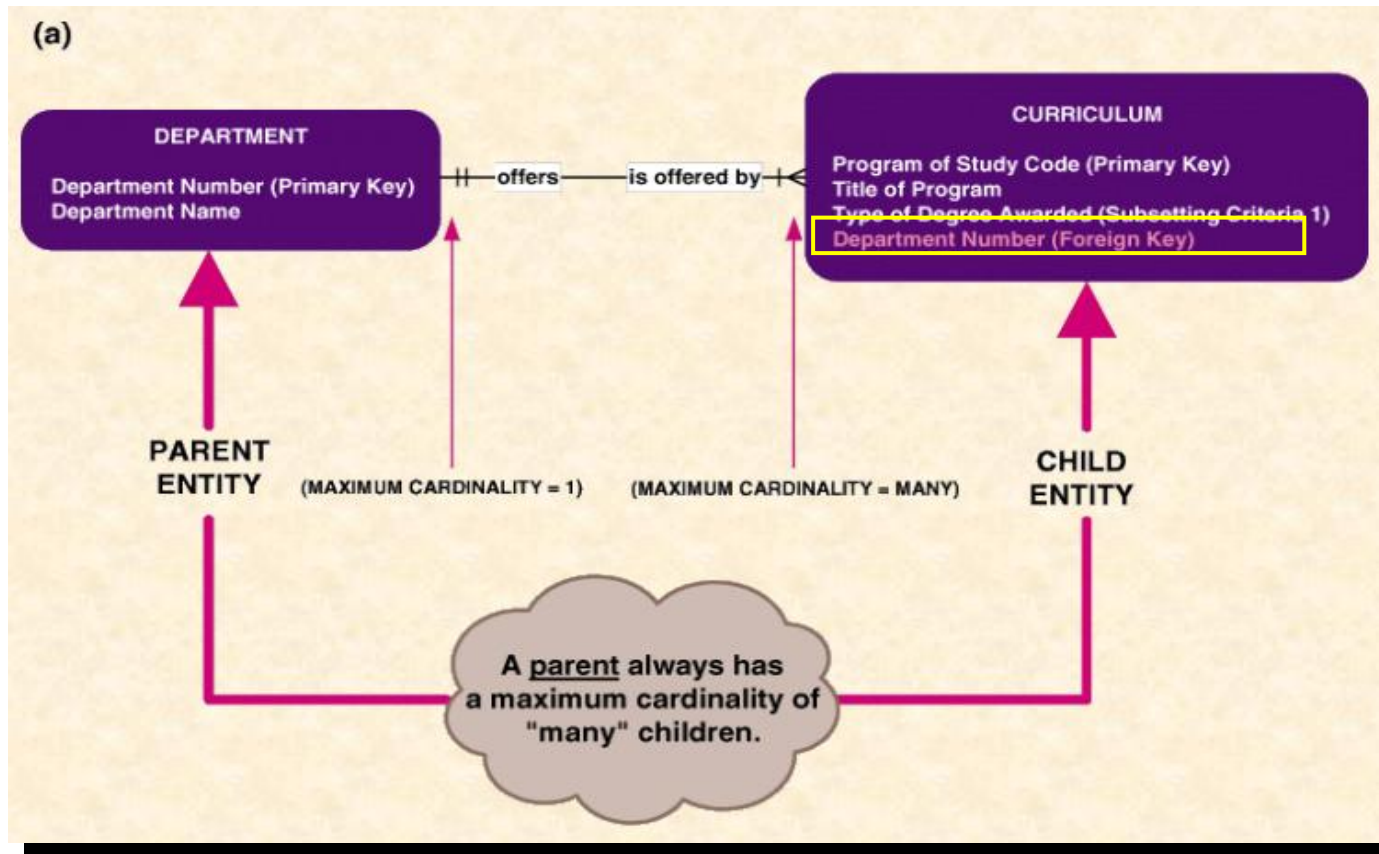 (a)
DEPARTMENT
Department Number (Primary Key)
Department Name
offers
is offered by
CURRICULUM
Program of Study Code (Primary Key)
Title of Program
Type of Degree Awarded (Subsetting Criteria 1)
Department Number (Foreign Key)
PARENT
ENTITY
(MAXIMUM CARDINALITY = 1)
(MAXIMUM CARDINALITY = MANY)
CHILD
ENTITY
A parent always has
a maximum cardinality of
"many" children.